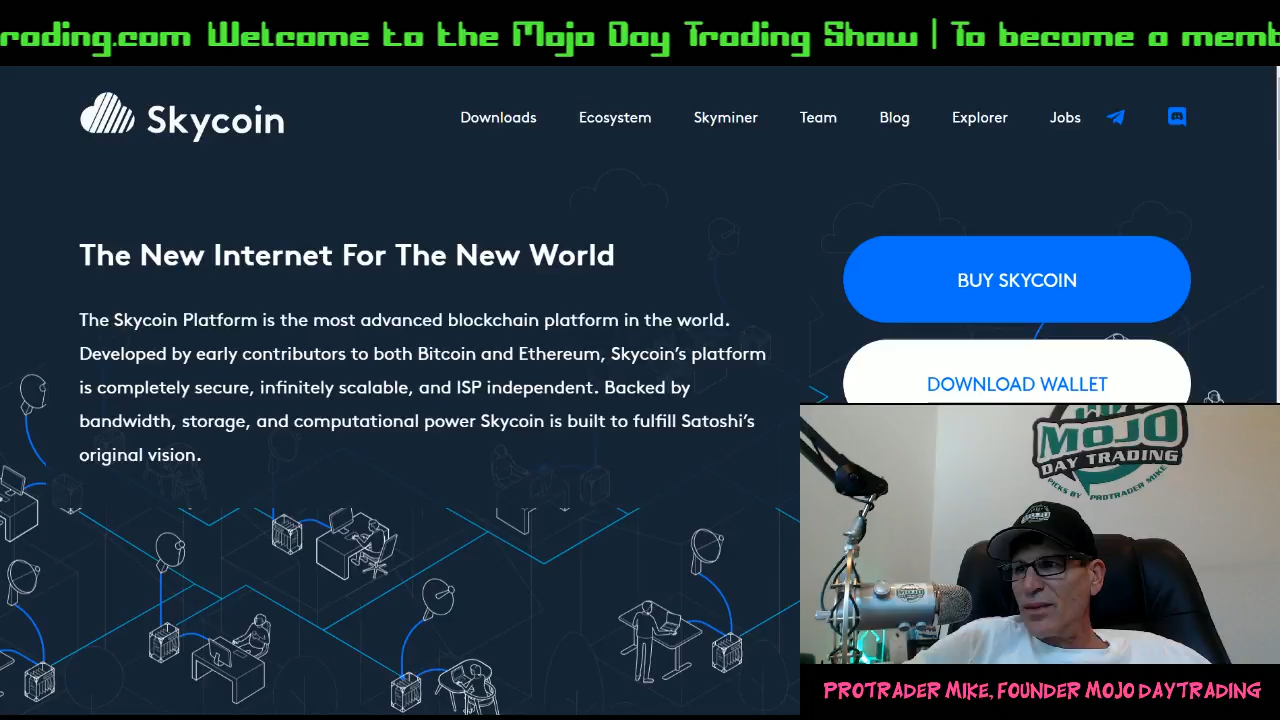 rading.com Welcome to the Mojo Day Trading Show | To become a memb
Skycoin
Downloads Ecosystem Skyminer Team Blog Explorer Jobs
The New Internet For The New World
BUY SKYCOIN
The Skycoin Platform is the most advanced blockchain platform in the world.
Developed by early contributors to both Bitcoin and Ethereum, Skycoin's platform
is completely secure, infinitely scalable, and ISP independent. Backed by
bandwidth, storage, and computational power Skycoin is built to fulfill Satoshi's
original vision.
DOWNLOAD WALLET
MOJO
DAY TRADING
PICKS BY PROTRADER MIKE
PROTRADER MIKE, FOUNDER MOJO DAYTRADING